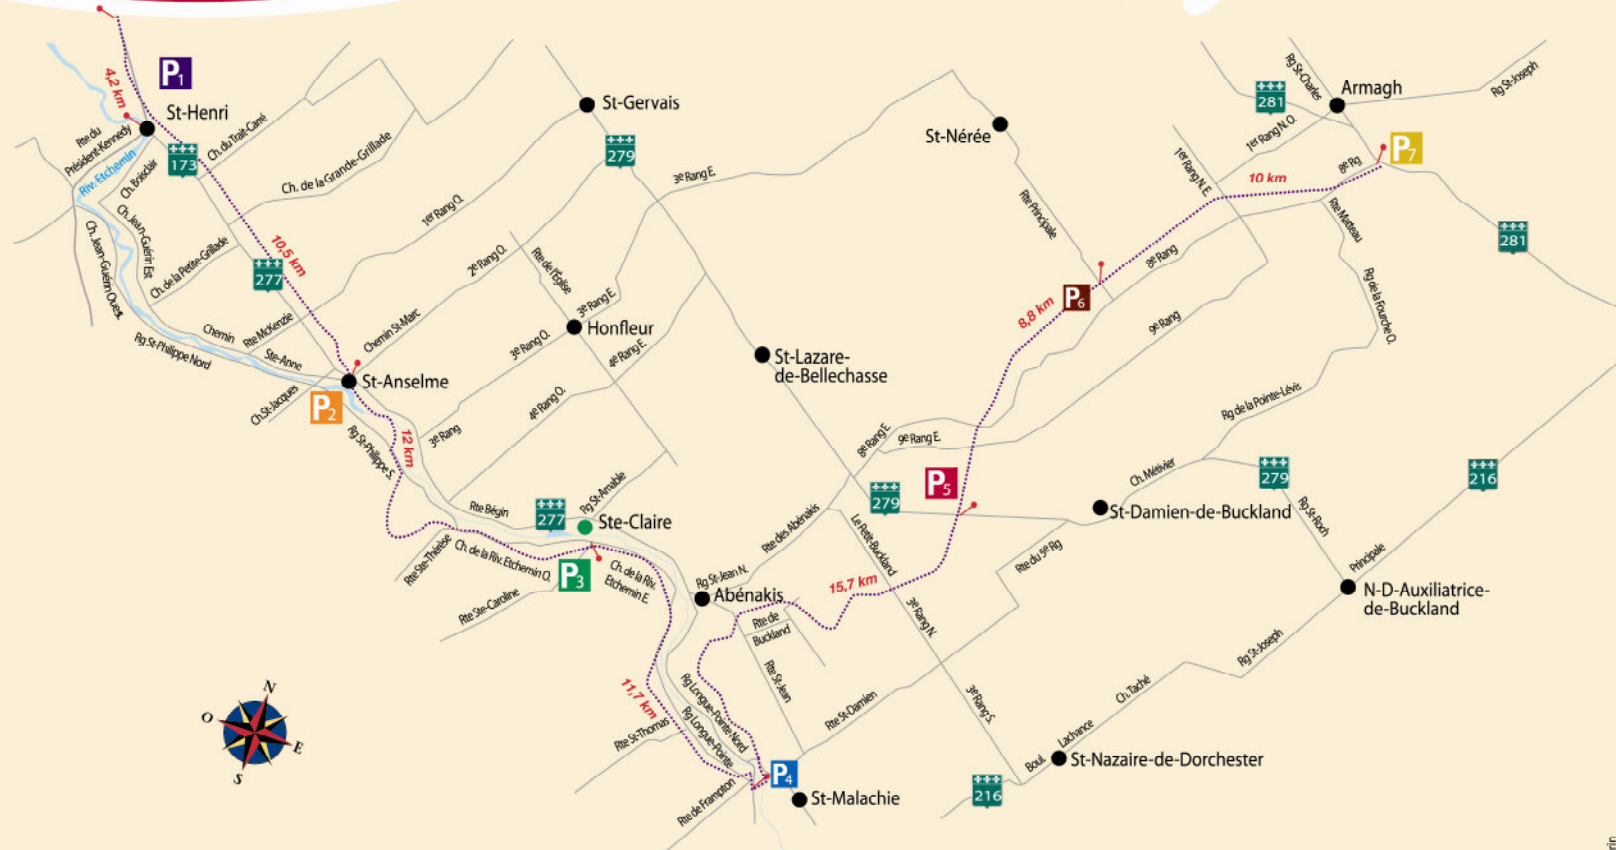 P1
4,2 km
St-Henri
Rte du
Président-Kennedy
Riv. Etchemin
Ch. Boisclair
173
Ch. du Trait-Carré
Ch. de la Grande-Grillade
Ch. Jean-Guérin Est
Ch. Jean-Guérin Ouest
Ch. de la Petite-Grillade
10,5 km
277
1er Rang O.
St-Gervais
279
3e Rang E.
2e Rang O.
Rte de l'Église
3e Rang E.
Honfleur
3e Rang O.
4e Rang E.
4e Rang O.
Chemin
Ste-Anne
Rte McKenzie
Chemin St-Marc
Rg St-Philippe Nord
St-Anselme
Ch St-Jacques
P2
12 km
3e Rang
Rg St-Philippe S.
St-Nérée
Rte Principale
Rg St-Charles
281
Armagh
Rg St-Joseph
1er Rang N.O.
1er Rang N.E.
P7
8e Rg
10 km
Rte Marteau
281
8e Rang
Rg de la Fourche O.
P6
8,8 km
9e Rang
St-Lazare-
de-Bellechasse
Rg de la Pointe-Lévis
8e Rang E.
9e Rang E.
P5
279
Ch. Métivier
279
216
St-Damien-de-Buckland
Rg St-Roch
Rte Bégin
277
Rg St-Amable
Ste-Claire
Rte des Abénakis
Le Petit-Buckland
Rte du 5e Rg
Principale
Rte Ste-Thérèse
Ch. de la Riv. Etchemin O.
P3
Ch. de la Riv.
Etchemin E.
Rg St-Jean N.
Abénakis
15,7 km
N-D-Auxiliatrice-
de-Buckland
Rte Ste-Caroline
Rte de
Buckland
3e Rang N.
Rg St-Joseph
Rte St-Jean
11,7 km
Rg Longue-Pointe Nord
Rg Longue-Pointe
Rte St-Thomas
Rte St-Damien
3e Rang S.
Ch. Taché
Boul. Lachance
St-Nazaire-de-Dorchester
216
P4
St-Malachie
Rte de Frampton
N
O
E
S